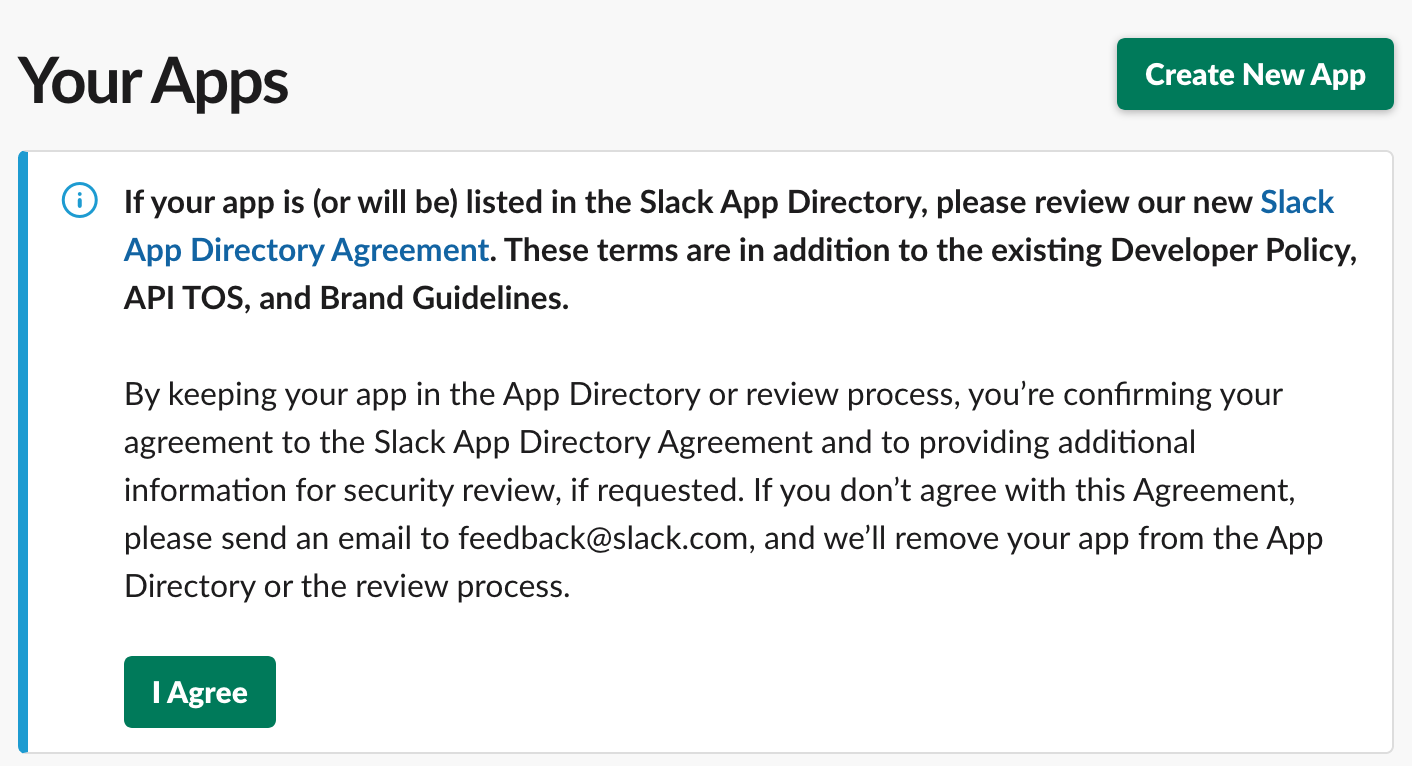 Your Apps
Create New App
If your app is (or will be) listed in the Slack App Directory, please review our new Slack
App Directory Agreement. These terms are in addition to the existing Developer Policy,
API TOS, and Brand Guidelines.
By keeping your app in the App Directory or review process, you’re confirming your
agreement to the Slack App Directory Agreement and to providing additional
information for security review, if requested. If you don’t agree with this Agreement,
please send an email to feedback@slack.com, and we’ll remove your app from the App
Directory or the review process.
I Agree